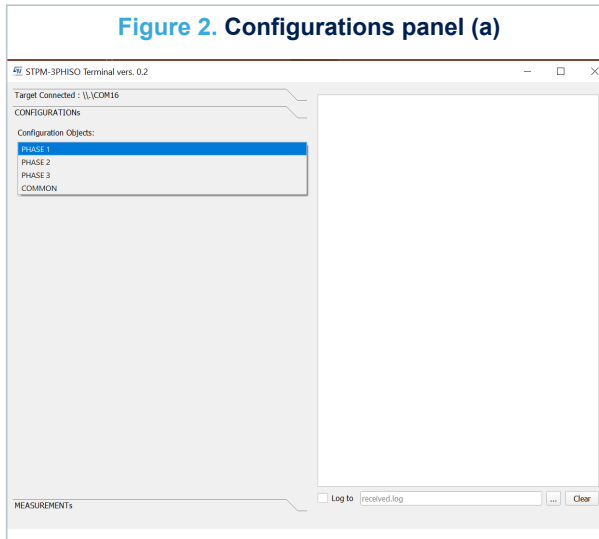 Figure 2. Configurations panel (a)
STPM-3PHISO Terminal vers. 0.2
Target Connected : \\.\COM16
CONFIGURATIONs
Configuration Objects:
PHASE 1
PHASE 2
PHASE 3
COMMON
Log to received.log ... Clear
MEASUREMENTs